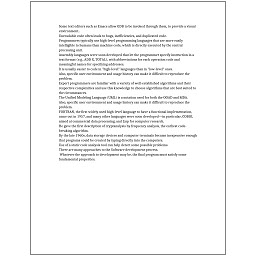 Some text editors such as Emacs allow GDB to be invoked through them, to provide a visual
environment.
Unreadable code often leads to bugs, inefficiencies, and duplicated code.
Programmers typically use high-level programming languages that are more easily
intelligible to humans than machine code, which is directly executed by the central
processing unit.
Assembly languages were soon developed that let the programmer specify instruction in a
text format (e.g., ADD X, TOTAL), with abbreviations for each operation code and
meaningful names for specifying addresses.
It is usually easier to code in "high-level" languages than in "low-level" ones.
Also, specific user environment and usage history can make it difficult to reproduce the
problem.
Expert programmers are familiar with a variety of well-established algorithms and their
respective complexities and use this knowledge to choose algorithms that are best suited to
the circumstances.
The Unified Modeling Language (UML) is a notation used for both the OOAD and MDA.
Also, specific user environment and usage history can make it difficult to reproduce the
problem.
FORTRAN, the first widely used high-level language to have a functional implementation,
came out in 1957, and many other languages were soon developed—in particular, COBOL
aimed at commercial data processing, and Lisp for computer research.
He gave the first description of cryptanalysis by frequency analysis, the earliest code-
breaking algorithm.
By the late 1960s, data storage devices and computer terminals became inexpensive enough
that programs could be created by typing directly into the computers.
Use of a static code analysis tool can help detect some possible problems.
There are many approaches to the Software development process.
Whatever the approach to development may be, the final program must satisfy some
fundamental properties.